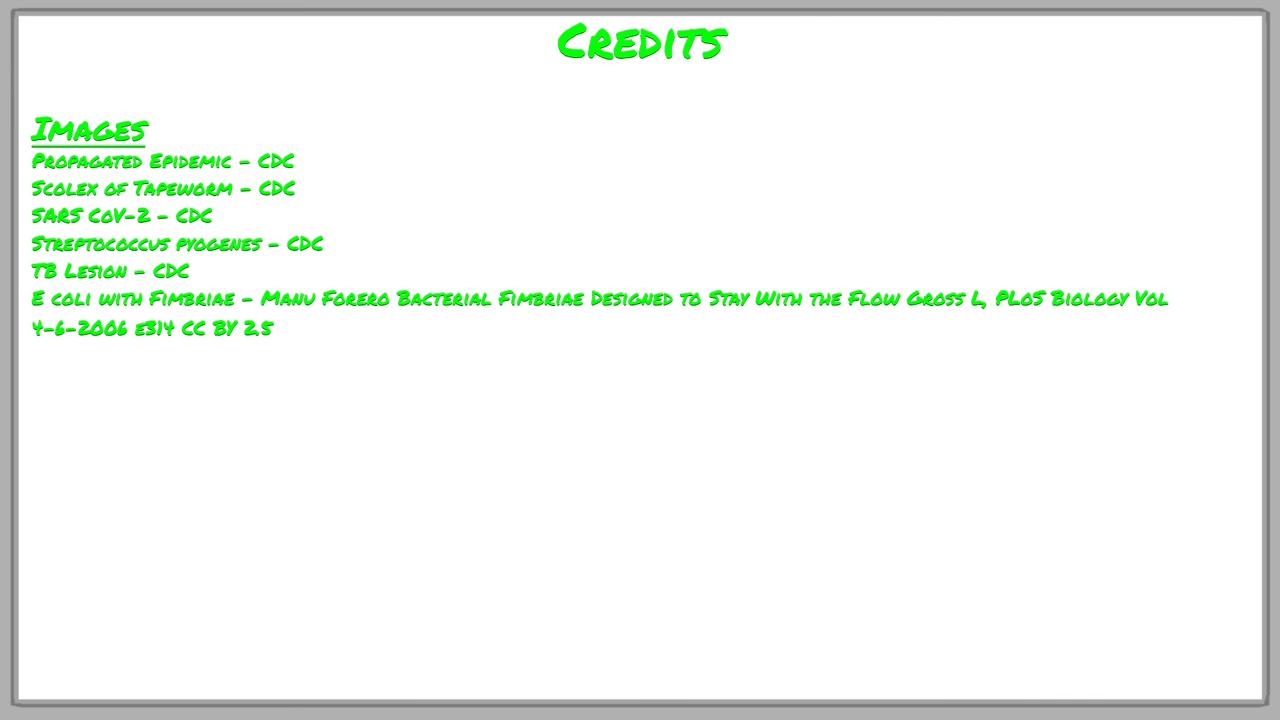 Credits
Images
Propagated Epidemic - CDC
Scolex of Tapeworm - CDC
SARS CoV-2 - CDC
Streptococcus pyogenes - CDC
TB Lesion - CDC
E coli with Fimbriae - Manu Forero Bacterial Fimbriae Designed to Stay With the Flow Gross L, PLoS Biology Vol
4-6-2006 e314 CC BY 2.5